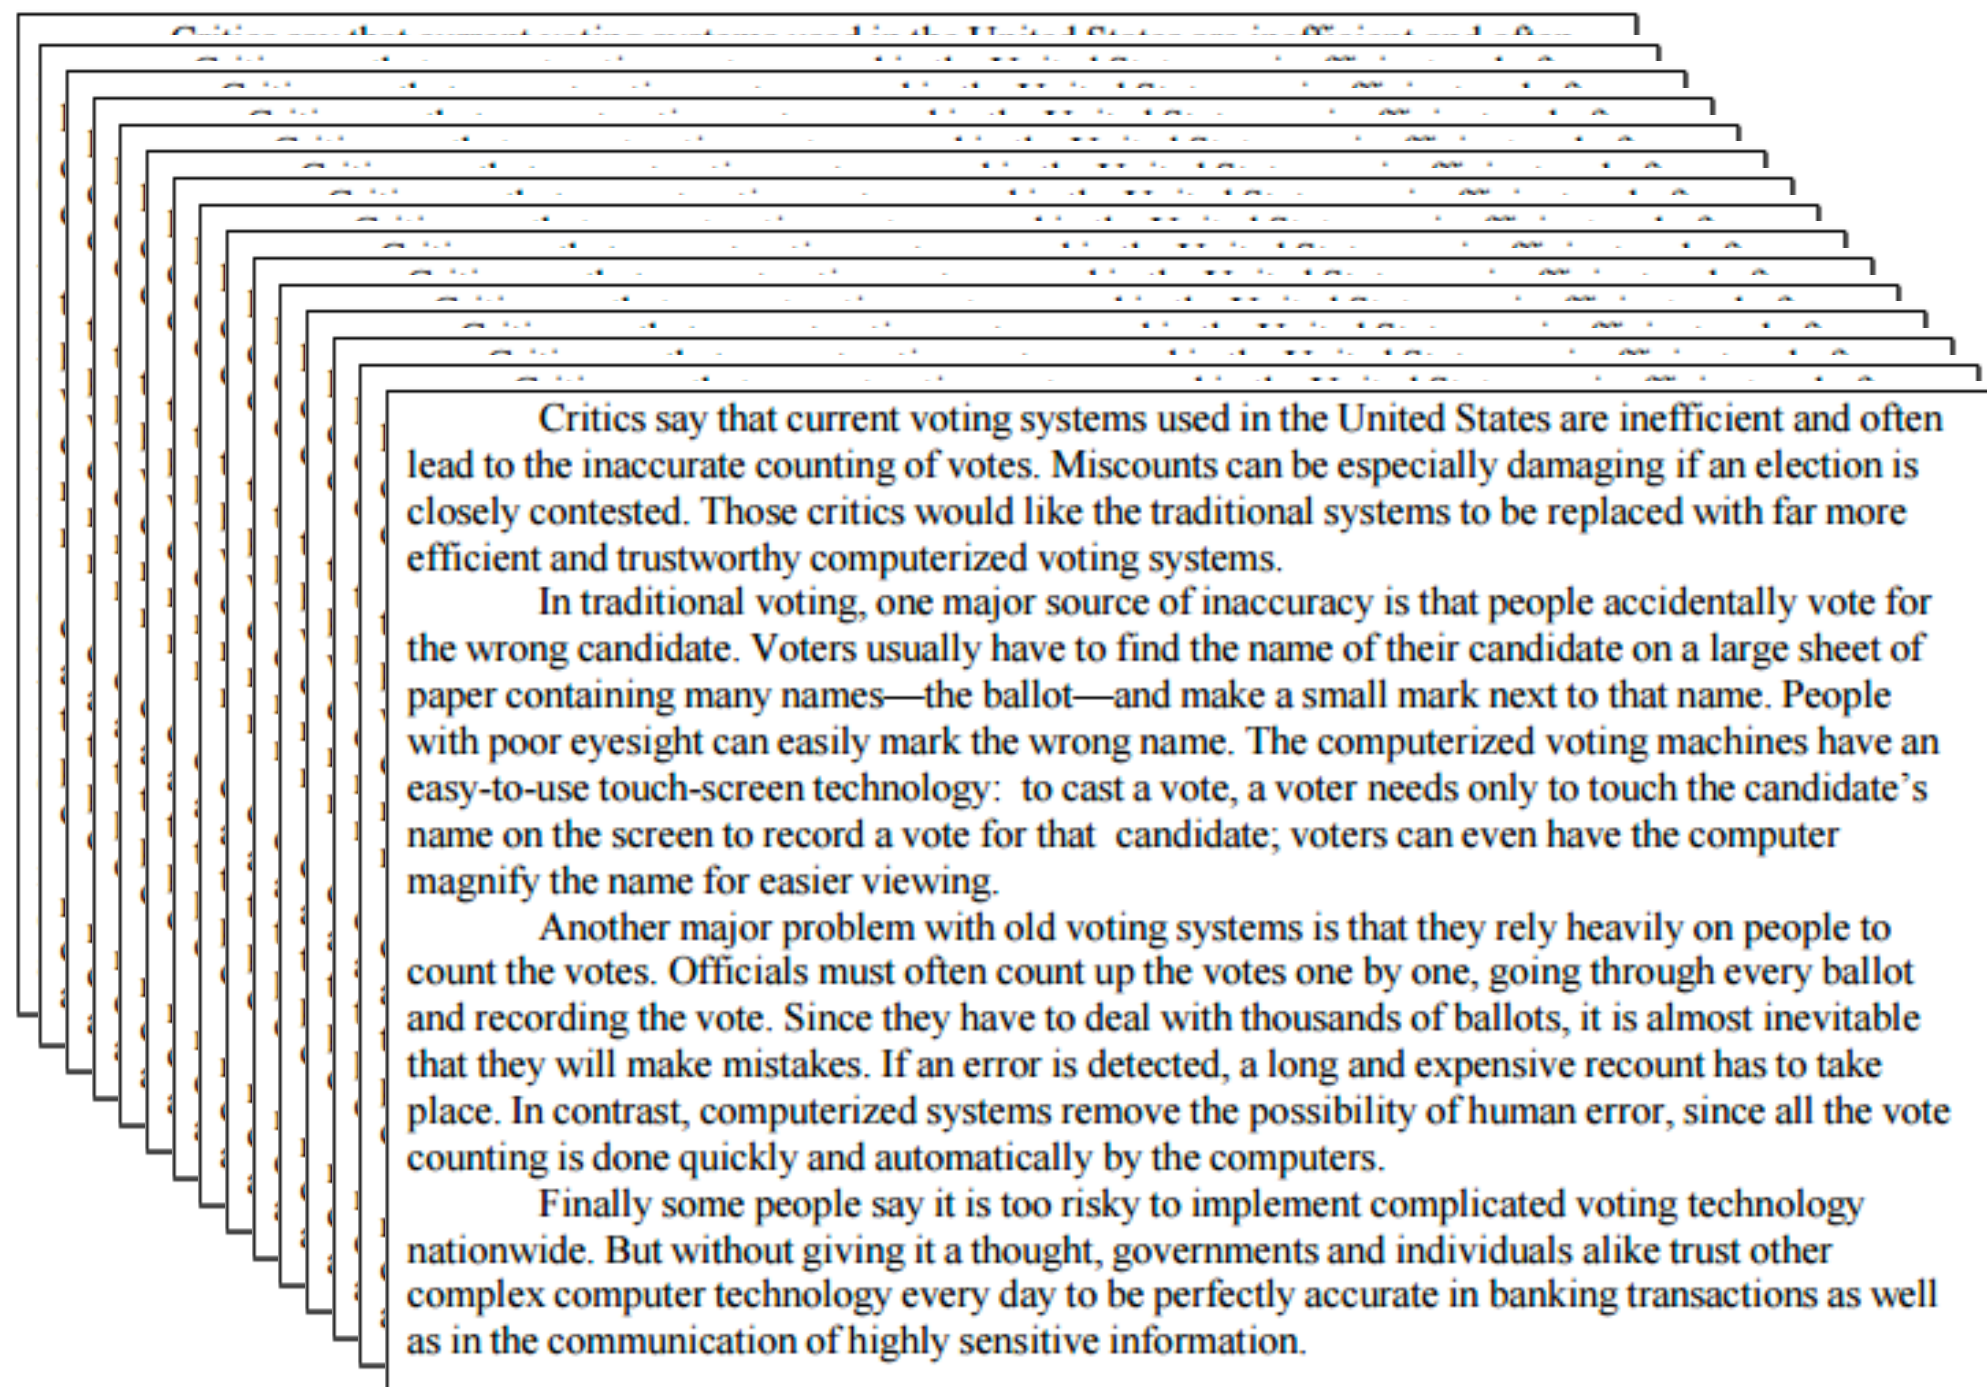 Critics say that current voting systems used in the United States are inefficient and often
lead to the inaccurate counting of votes. Miscounts can be especially damaging if an election is
closely contested. Those critics would like the traditional systems to be replaced with far more
efficient and trustworthy computerized voting systems.
In traditional voting, one major source of inaccuracy is that people accidentally vote for
the wrong candidate. Voters usually have to find the name of their candidate on a large sheet of
paper containing many names—the ballot—and make a small mark next to that name. People
with poor eyesight can easily mark the wrong name. The computerized voting machines have an
easy-to-use touch-screen technology:  to cast a vote, a voter needs only to touch the candidate’s
name on the screen to record a vote for that  candidate; voters can even have the computer
magnify the name for easier viewing.
Another major problem with old voting systems is that they rely heavily on people to
count the votes. Officials must often count up the votes one by one, going through every ballot
and recording the vote. Since they have to deal with thousands of ballots, it is almost inevitable
that they will make mistakes. If an error is detected, a long and expensive recount has to take
place. In contrast, computerized systems remove the possibility of human error, since all the vote
counting is done quickly and automatically by the computers.
Finally some people say it is too risky to implement complicated voting technology
nationwide. But without giving it a thought, governments and individuals alike trust other
complex computer technology every day to be perfectly accurate in banking transactions as well
as in the communication of highly sensitive information.